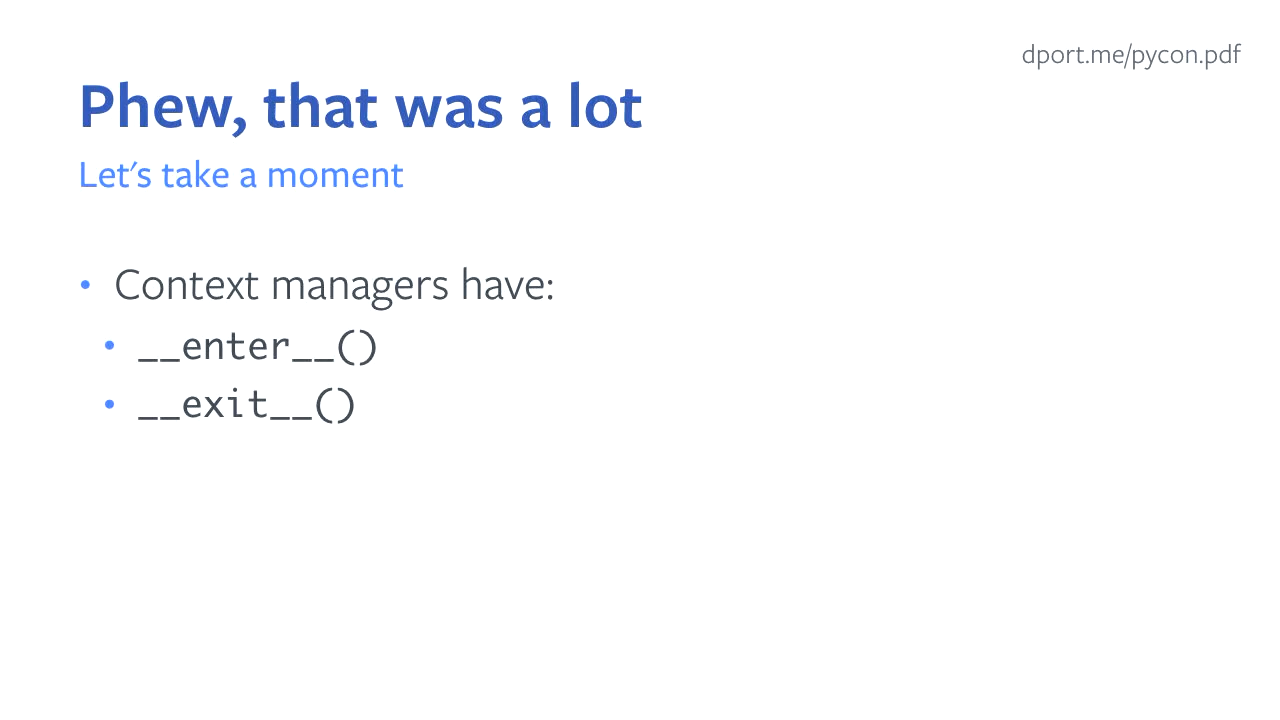 dport.me/pycon.pdf
Phew, that was a lot
Let's take a moment
• Context managers have:
• __enter__()
• __exit__()